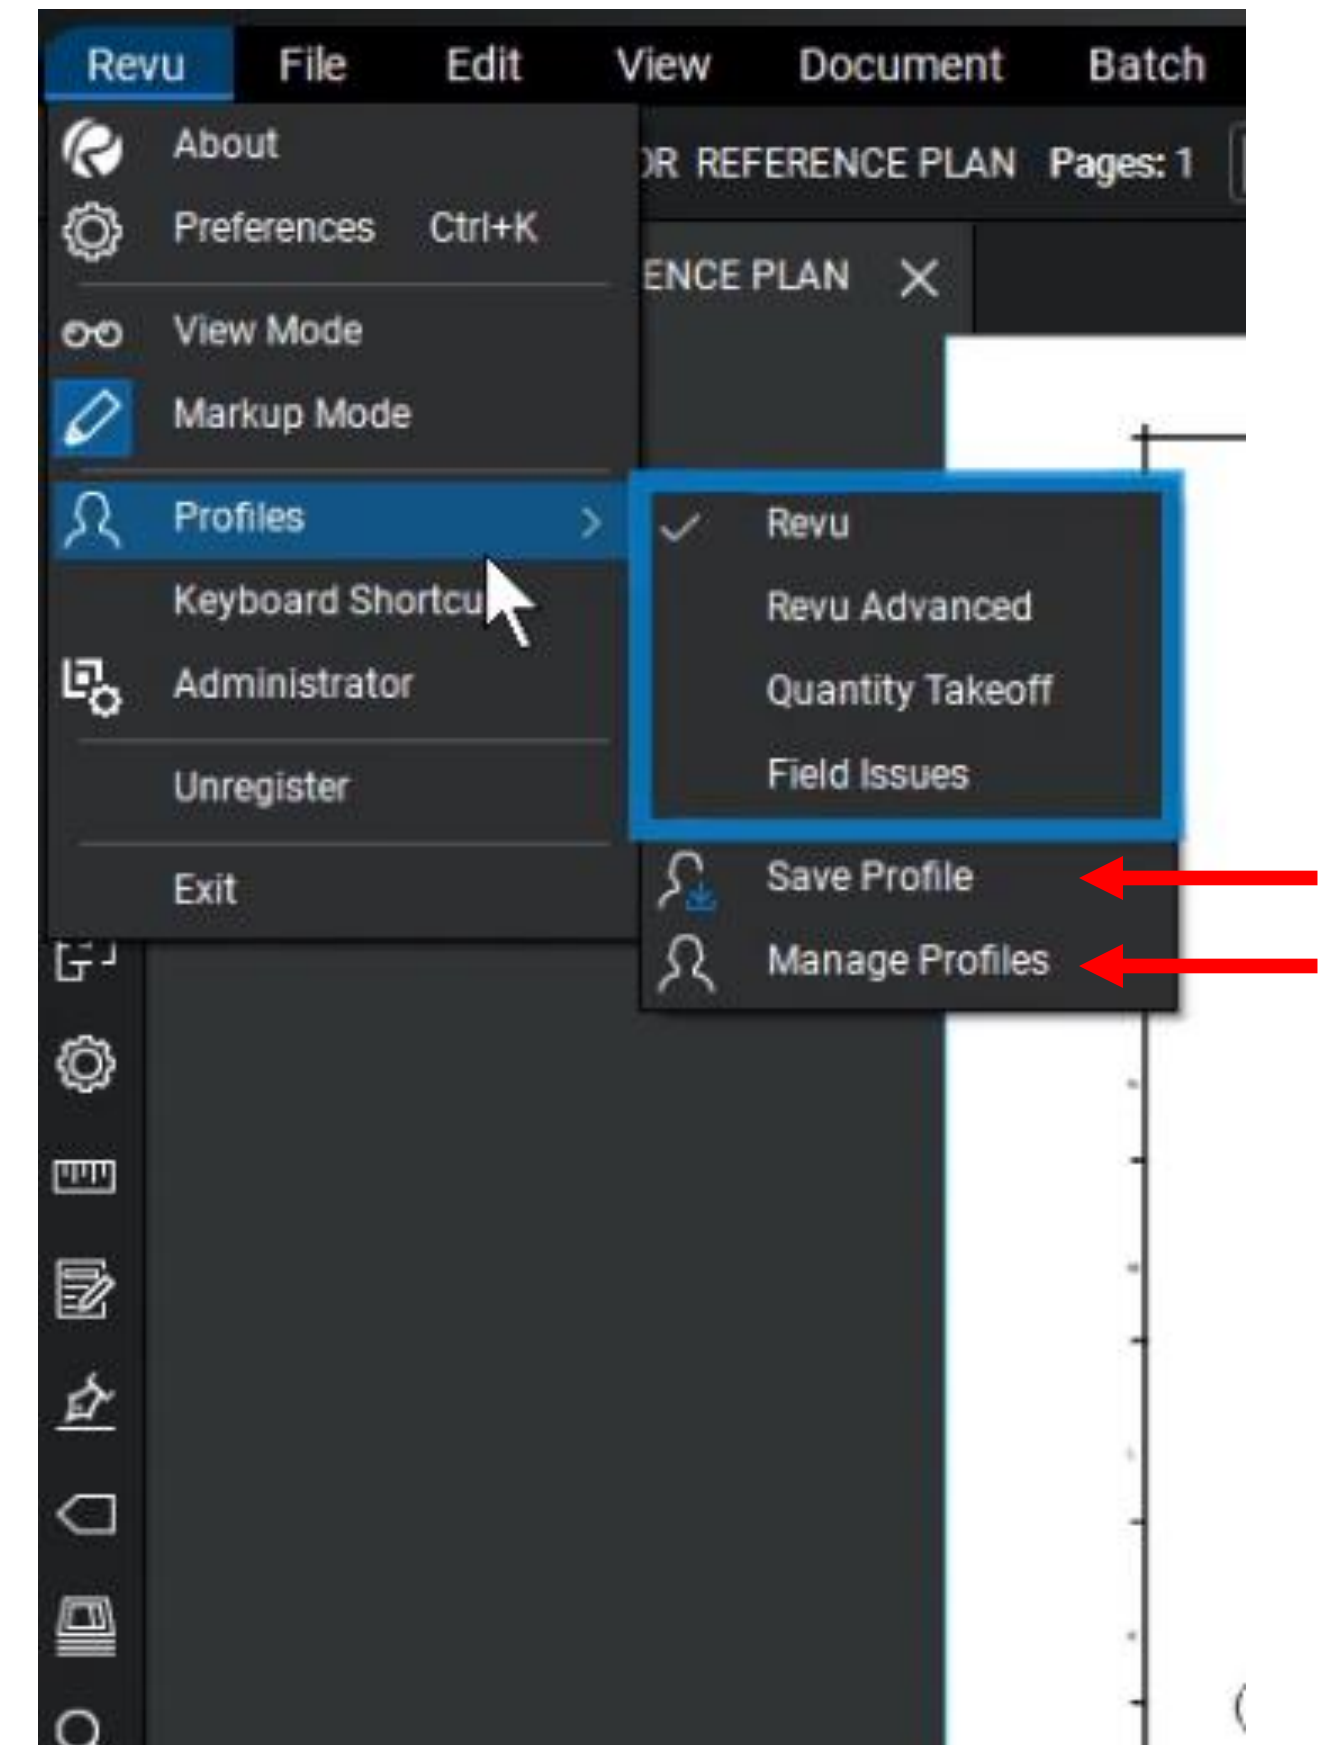 Revu File Edit View Document Batch
About
OR REFERENCE PLAN Pages: 1
Preferences Ctrl+K
ENCE PLAN
View Mode
Markup Mode
Profiles
Revu
Keyboard Shortcu
Revu Advanced
Administrator
Quantity Takeoff
Unregister
Field Issues
Exit
Save Profile
Manage Profiles